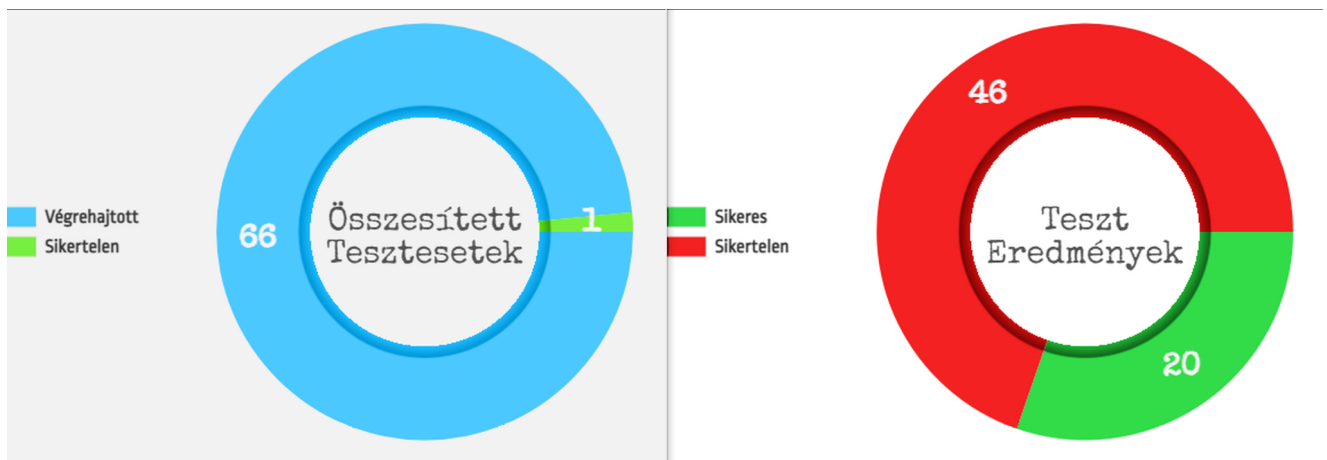 Végrehajtott
Sikertelen
66
1
Összesített
Tesztesetek
Sikeres
Sikertelen
46
20
Teszt
Eredmények